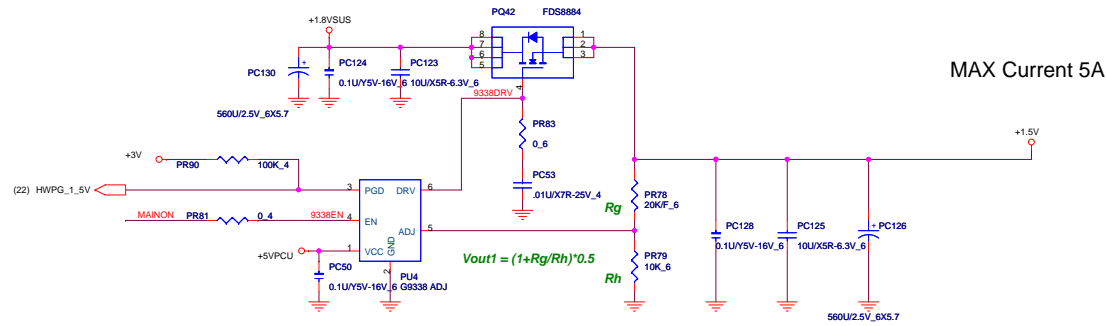 PQ42 FDS8884
+1.8VSUS
8
7
6
5
1
2
3
4
PC130
560U/2.5V_6X5.7
PC124
0.1U/Y5V-16V_6
PC123
10U/X5R-6.3V_6
9338DRV
MAX Current 5A
+1.5V
PR83
0_6
PC53
.01U/X7R-25V_4
+3V
PR90 100K_4
(22) HWPG_1_5V
MAINON
PR81 0_4
9338EN
+5VPCU
PC50
0.1U/Y5V-16V_6
3 PGD DRV 6
4 EN
ADJ 5
1 VCC
GND
2
PU4
G9338 ADJ
Rg
PR78
20K/F_6
Vout1 = (1+Rg/Rh)*0.5
Rh
PR79
10K_6
PC128
0.1U/Y5V-16V_6
PC125
10U/X5R-6.3V_6
PC126
560U/2.5V_6X5.7